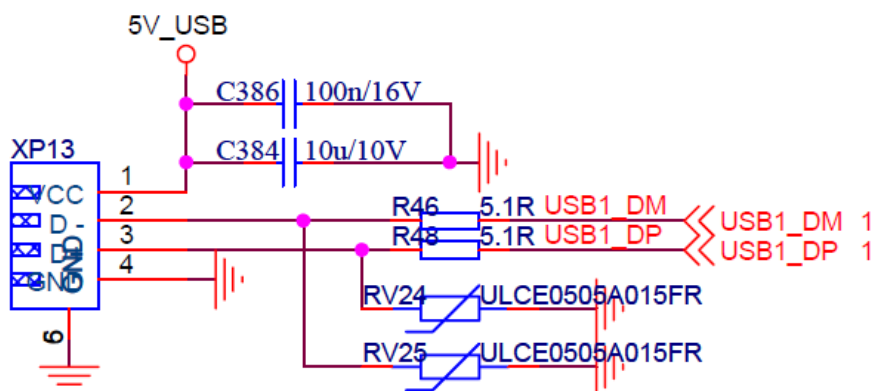 5V_USB
C386 100n/16V
C384 10u/10V
XP13
1
VCC
2
D-
R46 5.1R USB1_DM
USB1_DM 1
3
D+
R48 5.1R USB1_DP
USB1_DP 1
4
GND
GND
RV24 ULCE0505A015FR
6
RV25 ULCE0505A015FR